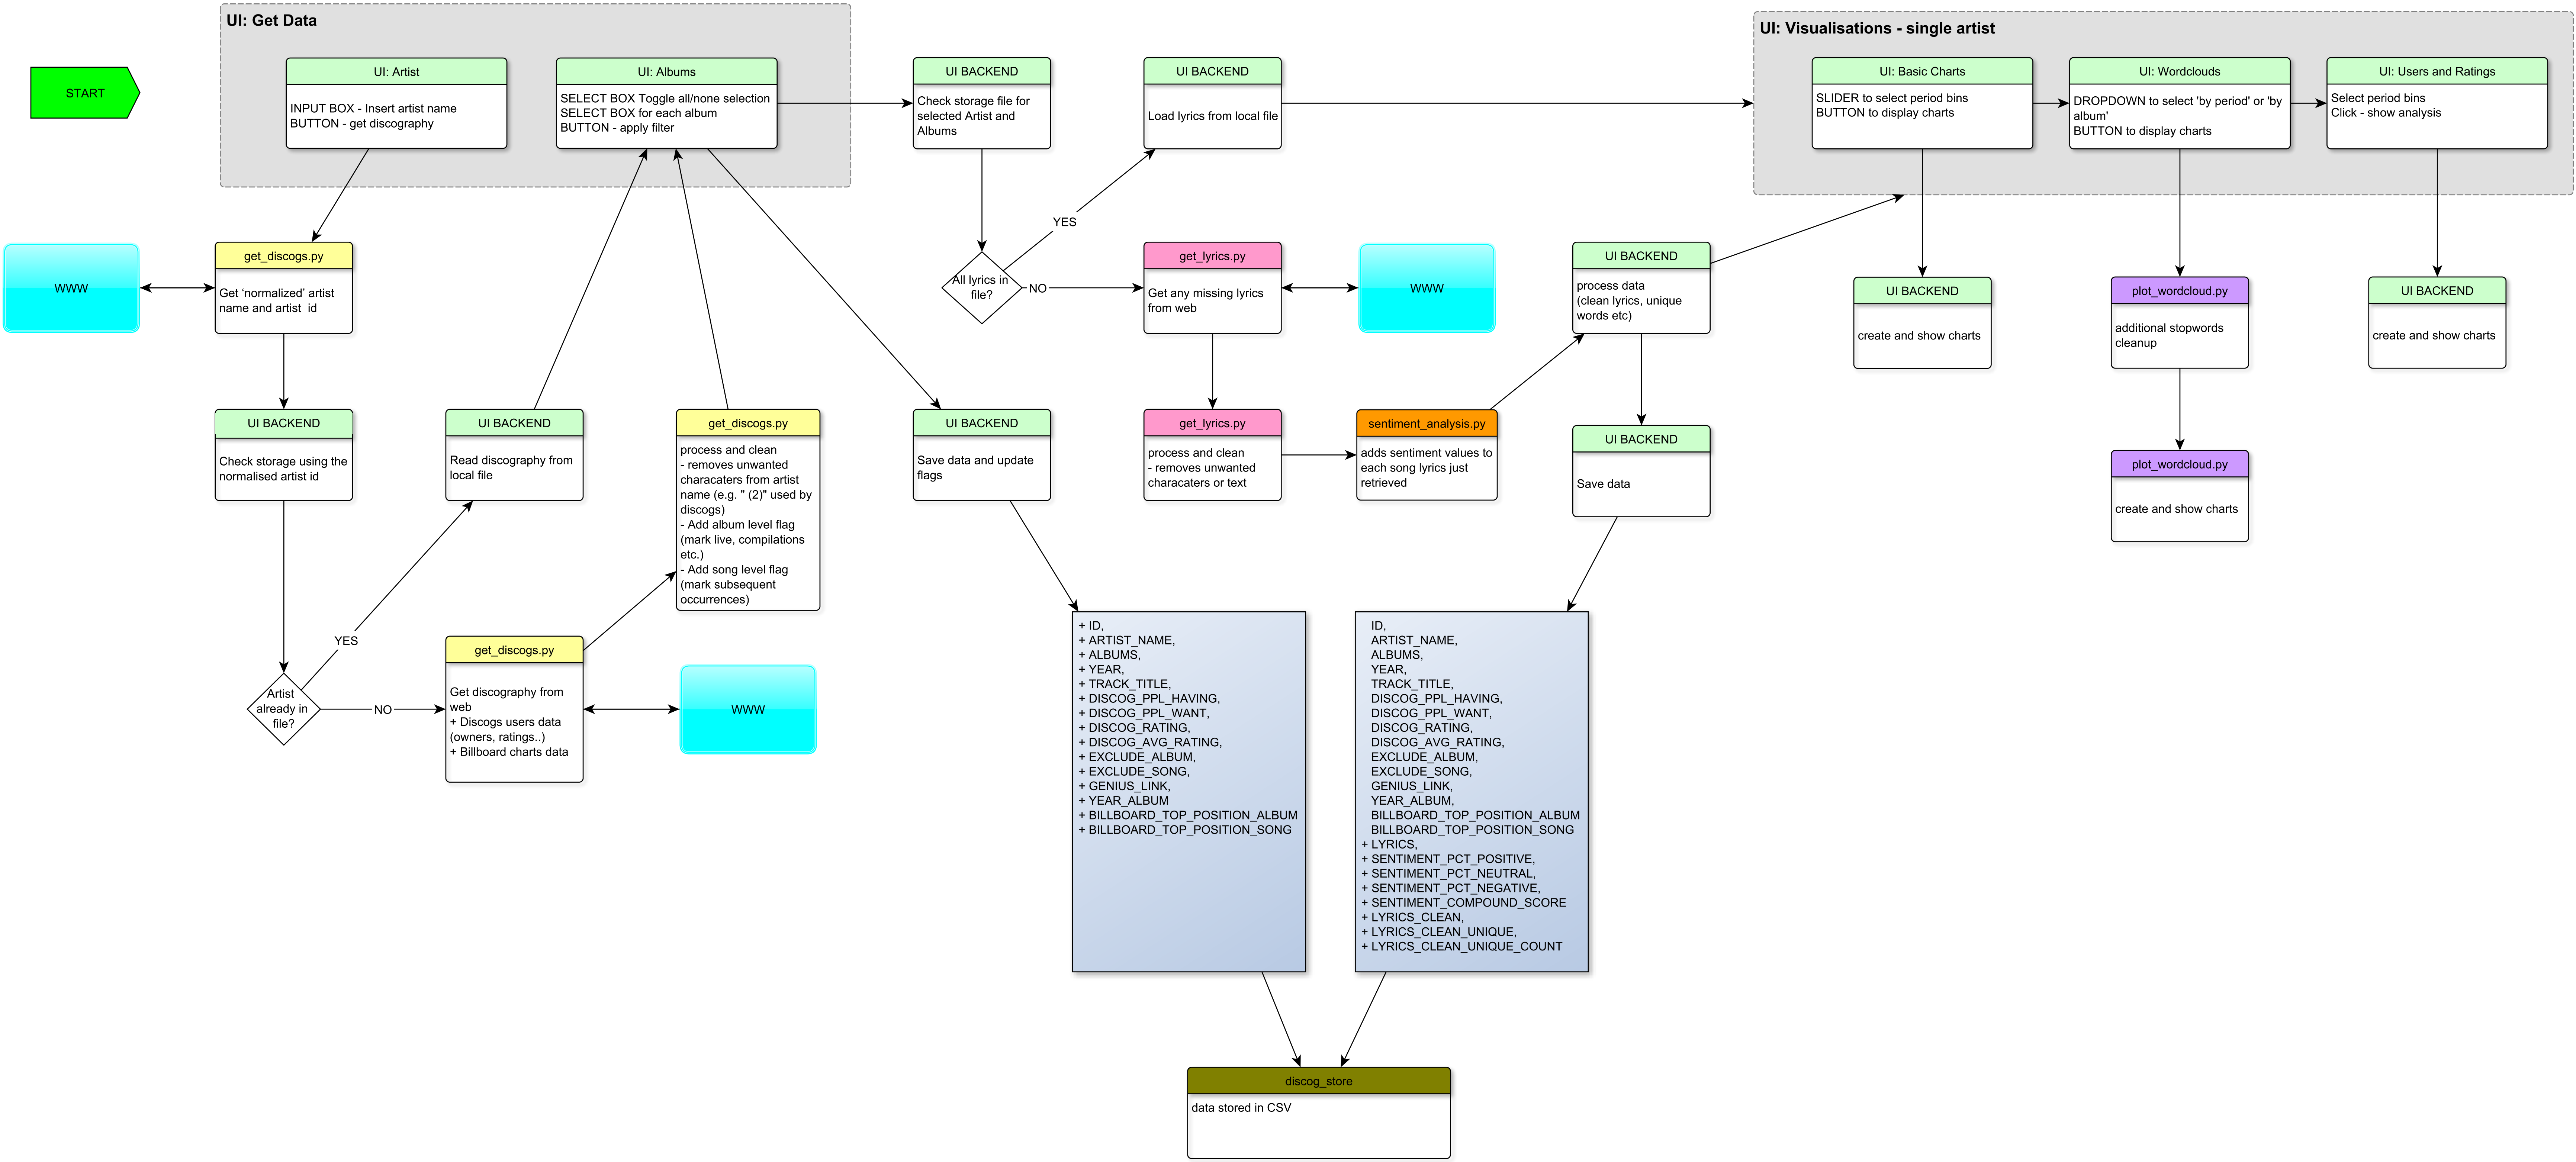 UI: Get Data
START
UI: Artist
INPUT BOX - Insert artist name
BUTTON - get discography
UI: Albums
SELECT BOX Toggle all/none selection
SELECT BOX for each album
BUTTON - apply filter
UI BACKEND
Check storage file for
selected Artist and
Albums
UI BACKEND
Load lyrics from local file
UI: Visualisations - single artist
UI: Basic Charts
SLIDER to select period bins
BUTTON to display charts
UI: Wordclouds
DROPDOWN to select 'by period' or 'by
album'
BUTTON to display charts
UI: Users and Ratings
Select period bins
Click - show analysis
WWW
get_discogs.py
Get ‘normalized’ artist
name and artist  id
YES
All lyrics in
file?
NO
get_lyrics.py
Get any missing lyrics
from web
WWW
UI BACKEND
process data
(clean lyrics, unique
words etc)
UI BACKEND
create and show charts
plot_wordcloud.py
additional stopwords
cleanup
UI BACKEND
create and show charts
UI BACKEND
Check storage using the
normalised artist id
UI BACKEND
Read discography from
local file
get_discogs.py
process and clean
- removes unwanted
characaters from artist
name (e.g. " (2)" used by
discogs)
- Add album level flag
(mark live, compilations
etc.)
- Add song level flag
(mark subsequent
occurrences)
UI BACKEND
Save data and update
flags
get_lyrics.py
process and clean
- removes unwanted
characaters or text
sentiment_analysis.py
adds sentiment values to
each song lyrics just
retrieved
UI BACKEND
Save data
plot_wordcloud.py
create and show charts
YES
Artist
already in
file?
NO
get_discogs.py
Get discography from
web
+ Discogs users data
(owners, ratings..)
+ Billboard charts data
WWW
+ ID,
+ ARTIST_NAME,
+ ALBUMS,
+ YEAR,
+ TRACK_TITLE,
+ DISCOG_PPL_HAVING,
+ DISCOG_PPL_WANT,
+ DISCOG_RATING,
+ DISCOG_AVG_RATING,
+ EXCLUDE_ALBUM,
+ EXCLUDE_SONG,
+ GENIUS_LINK,
+ YEAR_ALBUM
+ BILLBOARD_TOP_POSITION_ALBUM
+ BILLBOARD_TOP_POSITION_SONG
ID,
ARTIST_NAME,
ALBUMS,
YEAR,
TRACK_TITLE,
DISCOG_PPL_HAVING,
DISCOG_PPL_WANT,
DISCOG_RATING,
DISCOG_AVG_RATING,
EXCLUDE_ALBUM,
EXCLUDE_SONG,
GENIUS_LINK,
YEAR_ALBUM,
BILLBOARD_TOP_POSITION_ALBUM
BILLBOARD_TOP_POSITION_SONG
+ LYRICS,
+ SENTIMENT_PCT_POSITIVE,
+ SENTIMENT_PCT_NEUTRAL,
+ SENTIMENT_PCT_NEGATIVE,
+ SENTIMENT_COMPOUND_SCORE
+ LYRICS_CLEAN,
+ LYRICS_CLEAN_UNIQUE,
+ LYRICS_CLEAN_UNIQUE_COUNT
discog_store
data stored in CSV